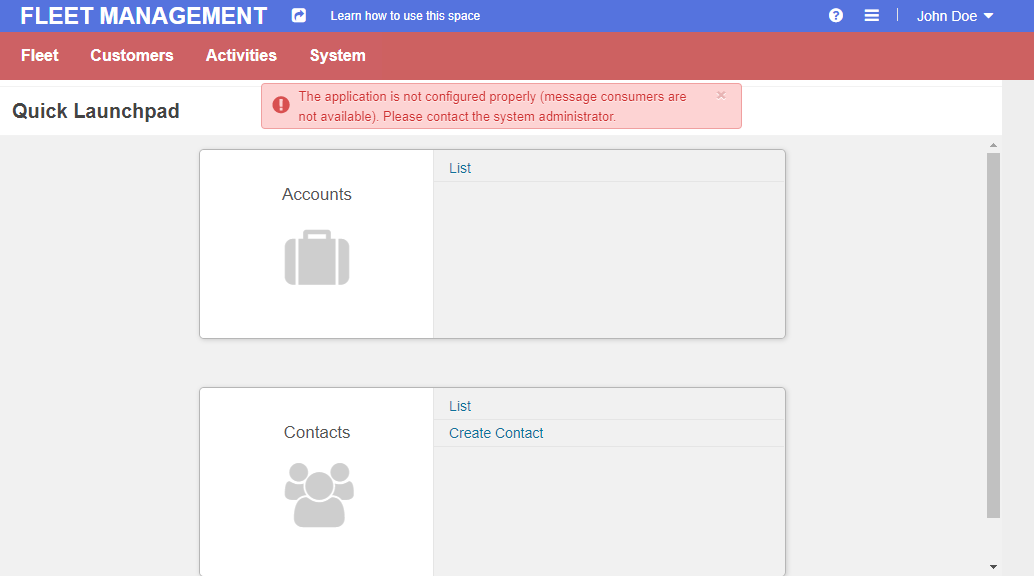 FLEET MANAGEMENT
Learn how to use this space
John Doe
Fleet
Customers
Activities
System
Quick Launchpad
The application is not configured properly (message consumers are
not available). Please contact the system administrator.
×
Accounts
List
Contacts
List
Create Contact